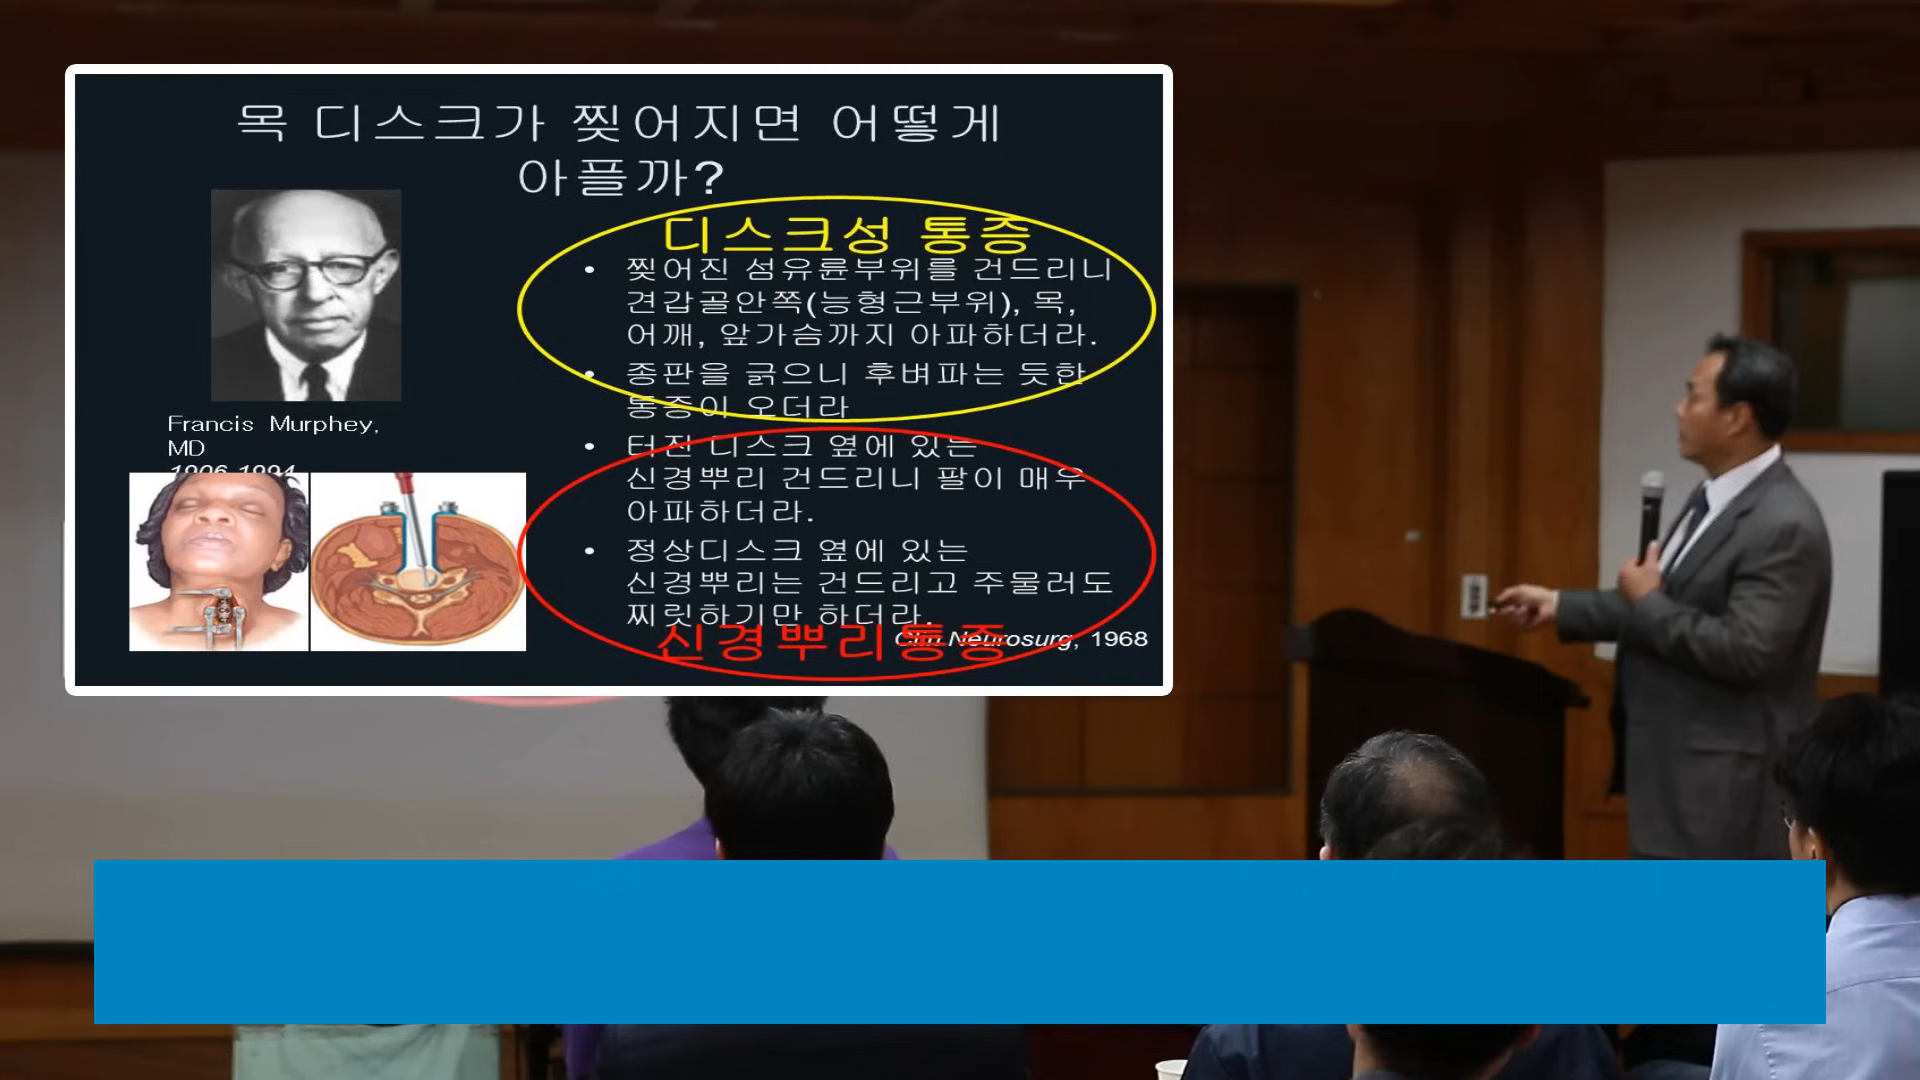 목 디스크가 찢어지면 어떻게
아플까?
디스크성 통증
• 찢어진 섬유륜부위를 건드리니
견갑골안쪽(능형근부위), 목,
어깨, 앞가슴까지 아파하더라.
• 종판을 긁으니 후벼파는 듯한
통증이 오더라
• 터진 디스크 옆에 있는
신경뿌리 건드리니 팔이 매우
아파하더라.
• 정상디스크 옆에 있는
신경뿌리는 건드리고 주물러도
찌릿하기만 하더라.
신경뿌리통증
Clin Neurosurg, 1968
Francis Murphey,
MD
1906-1994